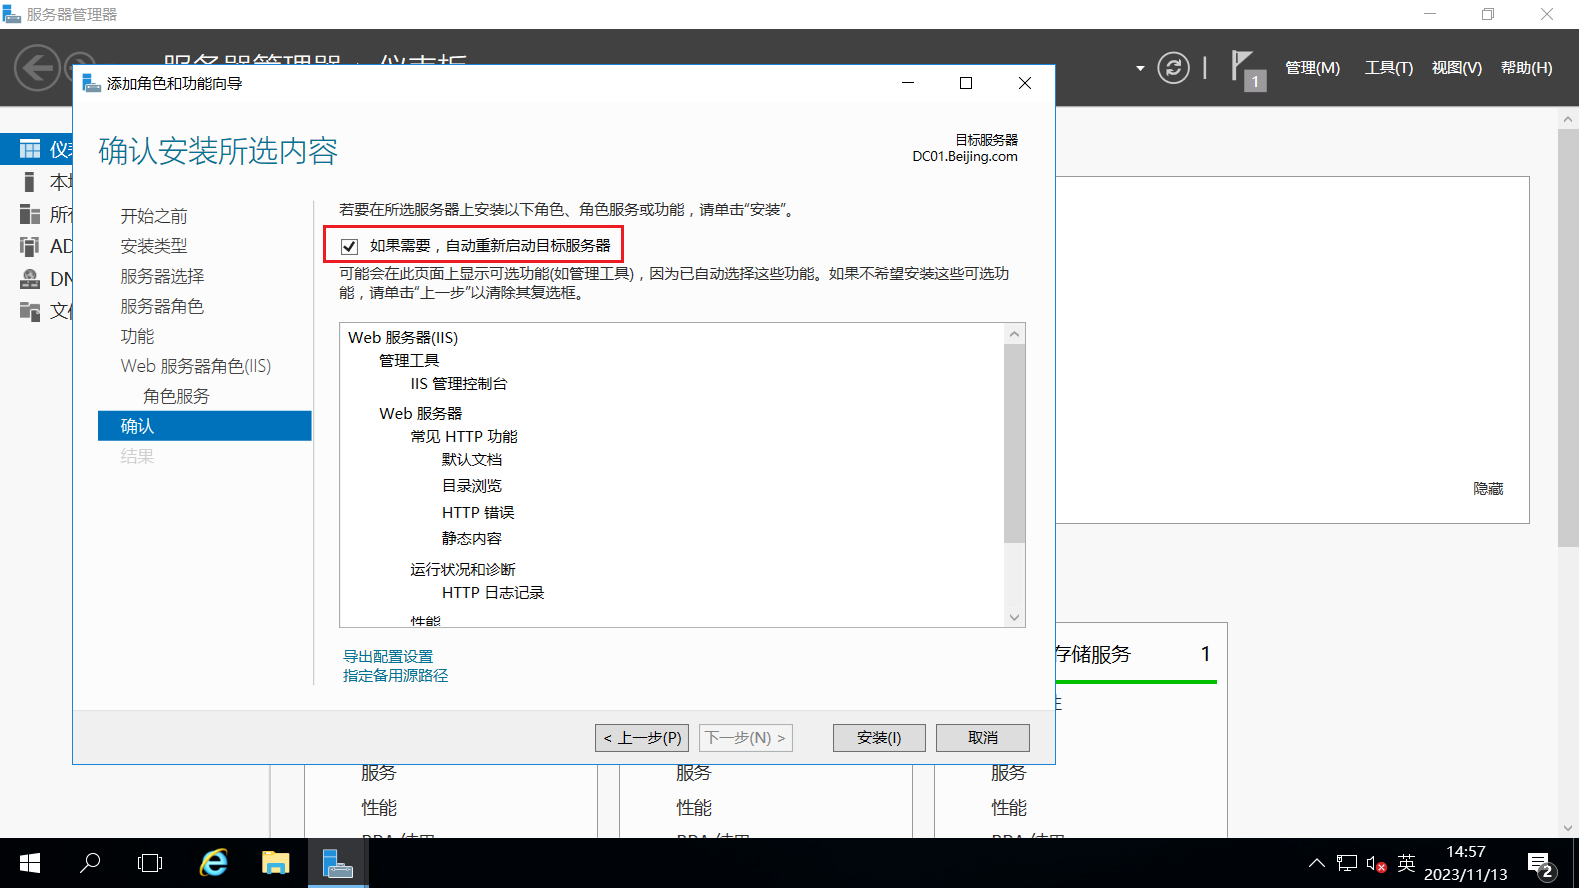 服务器管理器
1
管理(M)
工具(T)
视图(V)
帮助(H)
添加角色和功能向导
确认安装所选内容
目标服务器
DC01.Beijing.com
开始之前
安装类型
服务器选择
服务器角色
功能
Web 服务器角色(IIS)
角色服务
确认
结果
若要在所选服务器上安装以下角色、角色服务或功能，请单击“安装”。
如果需要，自动重新启动目标服务器
可能会在此页面上显示可选功能(如管理工具)，因为已自动选择这些功能。如果不希望安装这些可选功
能，请单击“上一步”以清除其复选框。
Web 服务器(IIS)
管理工具
IIS 管理控制台
Web 服务器
常见 HTTP 功能
默认文档
目录浏览
HTTP 错误
静态内容
运行状况和诊断
HTTP 日志记录
性能
导出配置设置
指定备用源路径
< 上一步(P)
下一步(N) >
安装(I)
取消
隐藏
存储服务 1
服务
性能
服务
性能
服务
性能
英
14:57
2023/11/13
2